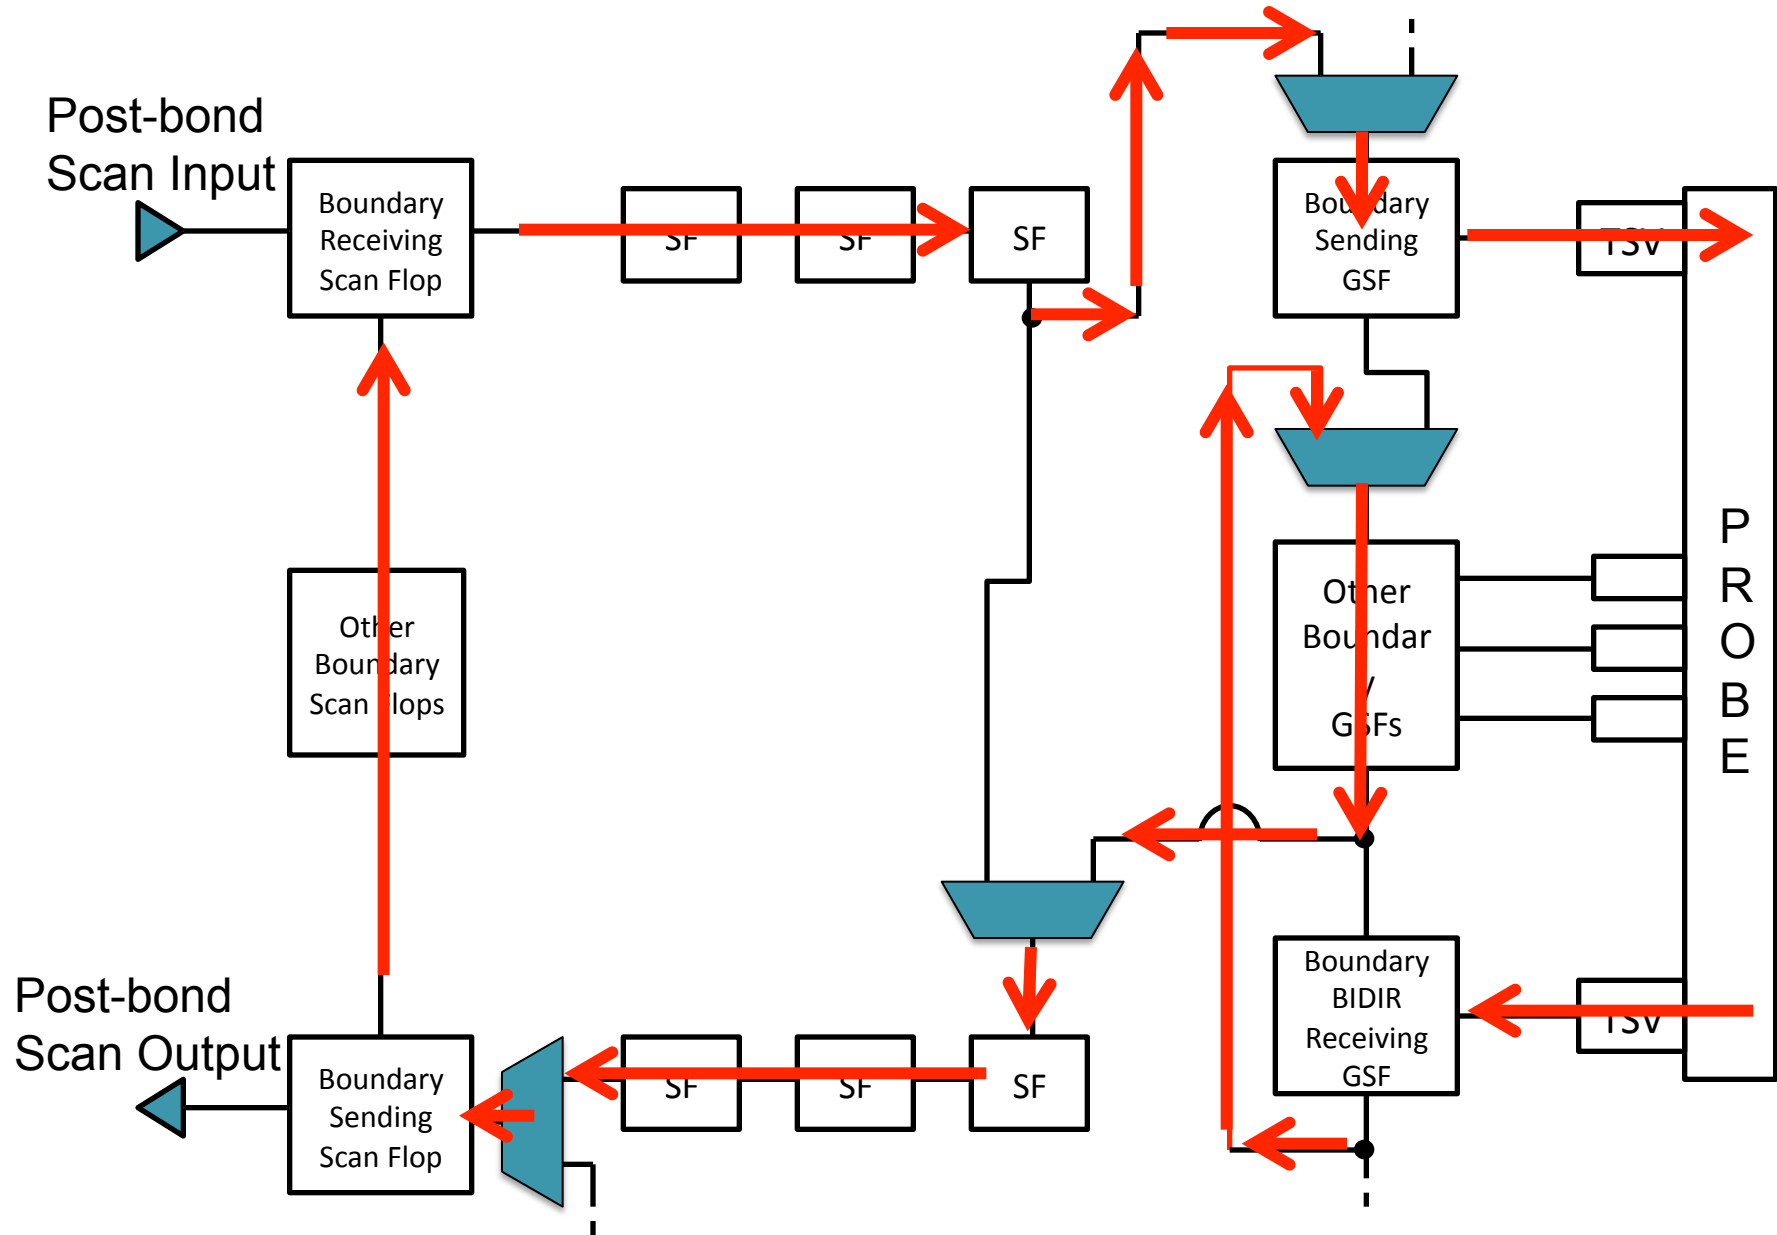 Post-bond
Scan Input
Boundary
Receiving
Scan Flop
SF
SF
SF
Boundary
Sending
GSF
TSV
Other
Boundary
Scan Flops
Other
Boundar
y
GSFs
P
R
O
B
E
Post-bond
Scan Output
Boundary
Sending
Scan Flop
SF
SF
SF
Boundary
BIDIR
Receiving
GSF
TSV